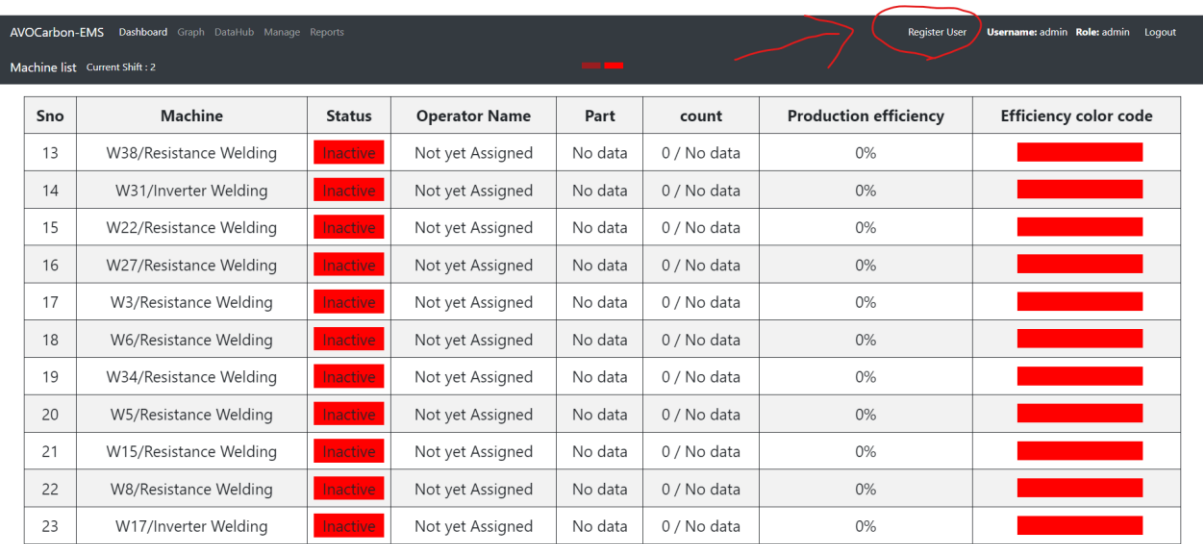 AVOCarbon-EMS Dashboard Graph DataHub Manage Reports Register User Username: admin Role: admin Logout
Machine list Current Shift : 2
Sno Machine Status Operator Name Part count Production efficiency Efficiency color code
13 W38/Resistance Welding Inactive Not yet Assigned No data 0 / No data 0%
14 W31/Inverter Welding Inactive Not yet Assigned No data 0 / No data 0%
15 W22/Resistance Welding Inactive Not yet Assigned No data 0 / No data 0%
16 W27/Resistance Welding Inactive Not yet Assigned No data 0 / No data 0%
17 W3/Resistance Welding Inactive Not yet Assigned No data 0 / No data 0%
18 W6/Resistance Welding Inactive Not yet Assigned No data 0 / No data 0%
19 W34/Resistance Welding Inactive Not yet Assigned No data 0 / No data 0%
20 W5/Resistance Welding Inactive Not yet Assigned No data 0 / No data 0%
21 W15/Resistance Welding Inactive Not yet Assigned No data 0 / No data 0%
22 W8/Resistance Welding Inactive Not yet Assigned No data 0 / No data 0%
23 W17/Inverter Welding Inactive Not yet Assigned No data 0 / No data 0%